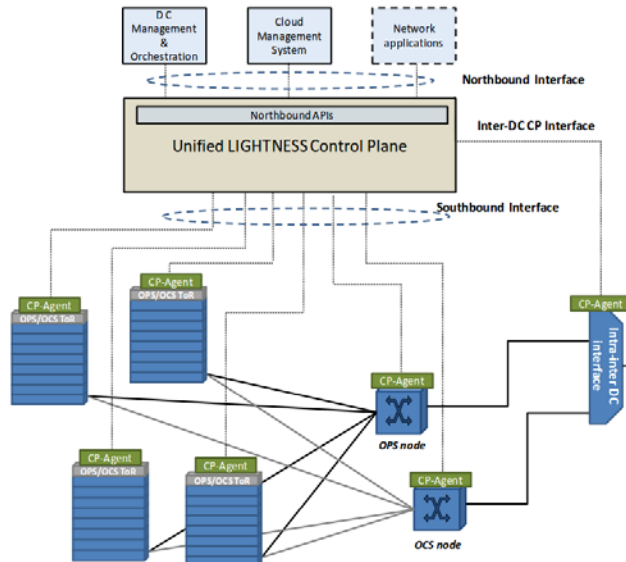 DC
Management
&
Orchestration
Cloud
Management
System
Network
applications
Northbound Interface
Northbound APIs
Unified LIGHTNESS Control Plane
Inter-DC CP Interface
Southbound Interface
CP-Agent
OPS/OCS ToR
CP-Agent
OPS/OCS ToR
CP-Agent
Intra-inter DC
interface
CP-Agent
OPS node
CP-Agent
OPS/OCS ToR
CP-Agent
OPS/OCS ToR
CP-Agent
OCS node